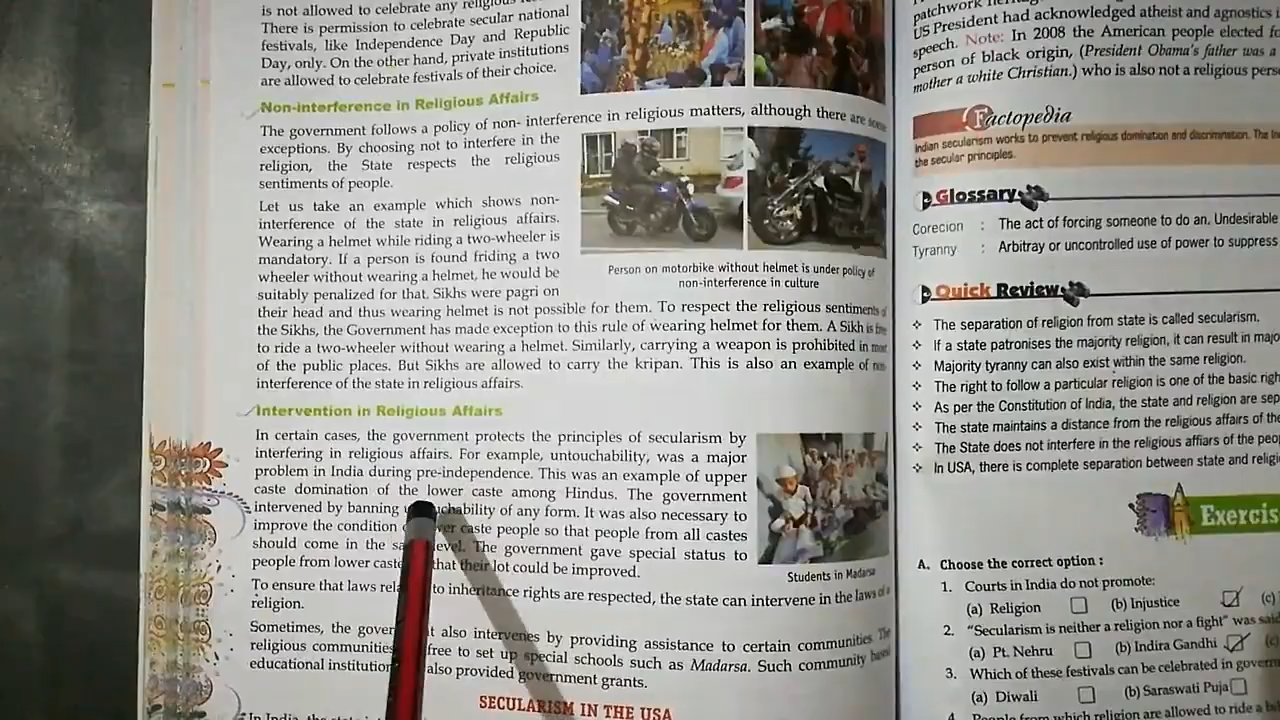 is not allowed to celebrate any religious
There is permission to celebrate secular national
festivals, like Independence Day and Republic
Day, only. On the other hand, private institutions
are allowed to celebrate festivals of their choice.
Non-interference in Religious Affairs
The government follows a policy of non- interference in religious matters, although there are some
exceptions. By choosing not to interfere in the
religion, the State respects the religious
sentiments of people.
Let us take an example which shows non-
interference of the state in religious affairs.
Wearing a helmet while riding a two-wheeler is
mandatory. If a person is found friding a two
wheeler without wearing a helmet, he would be
suitably penalized for that. Sikhs were pagri on
their head and thus wearing helmet is not possible for them. To respect the religious sentiments of
the Sikhs, the Government has made exception to this rule of wearing helmet for them. A Sikh is free
to ride a two-wheeler without wearing a helmet. Similarly, carrying a weapon is prohibited in most
of the public places. But Sikhs are allowed to carry the kripan. This is also an example of non-
interference of the state in religious affairs.
Person on motorbike without helmet is under policy of
non-interference in culture
Intervention in Religious Affairs
In certain cases, the government protects the principles of secularism by
interfering in religious affairs. For example, untouchability, was a major
problem in India during pre-independence. This was an example of upper
caste domination of the lower caste among Hindus. The government
intervened by banning uchability of any form. It was also necessary to
improve the condition wer caste people so that people from all castes
should come in the sa level. The government gave special status to
people from lower caste that their lot could be improved.
Students in Madarsa
To ensure that laws rela to inheritance rights are respected, the state can intervene in the laws of a
religion.
Sometimes, the gover t also intervenes by providing assistance to certain communities. The
religious communities free to set up special schools such as Madarsa. Such community based
educational institution also provided government grants.
SECULARISM IN THE USA
In India, the state
patchwork
US President had acknowledged atheist and agnostics i
speech. Note: In 2008 the American people elected fo
person of black origin, (President Obama's father was a
mother a white Christian.) who is also not a religious pers
Factopedia
Indian secularism works to prevent religious domination and discrimination. The In
the secular principles.
Glossary
Corecion : The act of forcing someone to do an. Undesirable
Tyranny : Arbitray or uncontrolled use of power to suppress
Quick Review
❖ The separation of religion from state is called secularism.
❖ If a state patronises the majority religion, it can result in majo
❖ Majority tyranny can also exist within the same religion.
❖ The right to follow a particular religion is one of the basic righ
❖ As per the Constitution of India, the state and religion are sep
❖ The state maintains a distance from the religious affairs of the
❖ The State does not interfere in the religious affiars of the peop
❖ In USA, there is complete separation between state and religi
Exercis
A. Choose the correct option :
1. Courts in India do not promote:
(a) Religion (b) Injustice (c)
2. "Secularism is neither a religion nor a fight" was said
(a) Pt. Nehru (b) Indira Gandhi (c)
3. Which of these festivals can be celebrated in govern
(a) Diwali (b) Saraswati Puja
4. People from which religion are allowed to ride a b